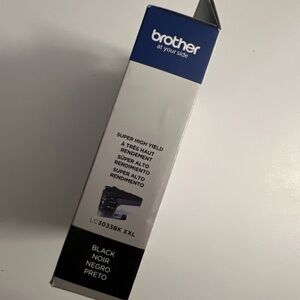 brother
at your side
SUPER HIGH YIELD
À TRÈS HAUT
RENDEMENT
SÚPER ALTO
RENDIMIENTO
SUPER ALTO
RENDIMENTO
LC3033BK XXL
BLACK
NOIR
NEGRO
PRETO